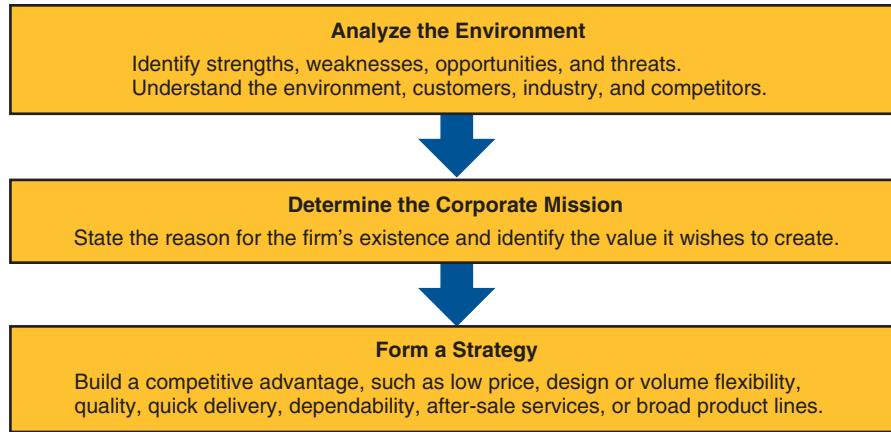 Analyze the Environment
Identify strengths, weaknesses, opportunities, and threats.
Understand the environment, customers, industry, and competitors.
Determine the Corporate Mission
State the reason for the firm's existence and identify the value it wishes to create.
Form a Strategy
Build a competitive advantage, such as low price, design or volume flexibility,
quality, quick delivery, dependability, after-sale services, or broad product lines.